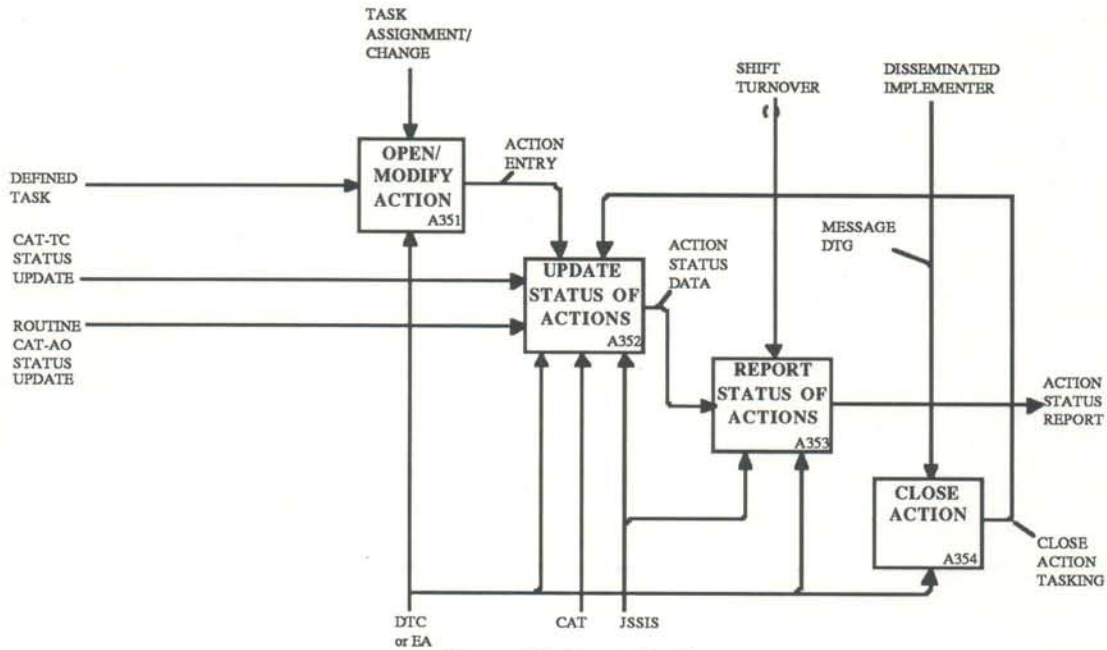 TASK
ASSIGNMENT/
CHANGE
SHIFT
TURNOVER
DISSEMINATED
IMPLEMENTER
OPEN/
MODIFY
ACTION
A351
ACTION
ENTRY
DEFINED
TASK
CAT-TC
STATUS
UPDATE
MESSAGE
DTG
UPDATE
STATUS OF
ACTIONS
A352
ACTION
STATUS
DATA
ROUTINE
CAT-AO
STATUS
UPDATE
REPORT
STATUS OF
ACTIONS
A353
ACTION
STATUS
REPORT
CLOSE
ACTION
A354
CLOSE
ACTION
TASKING
DTC
or EA
CAT
JSSIS